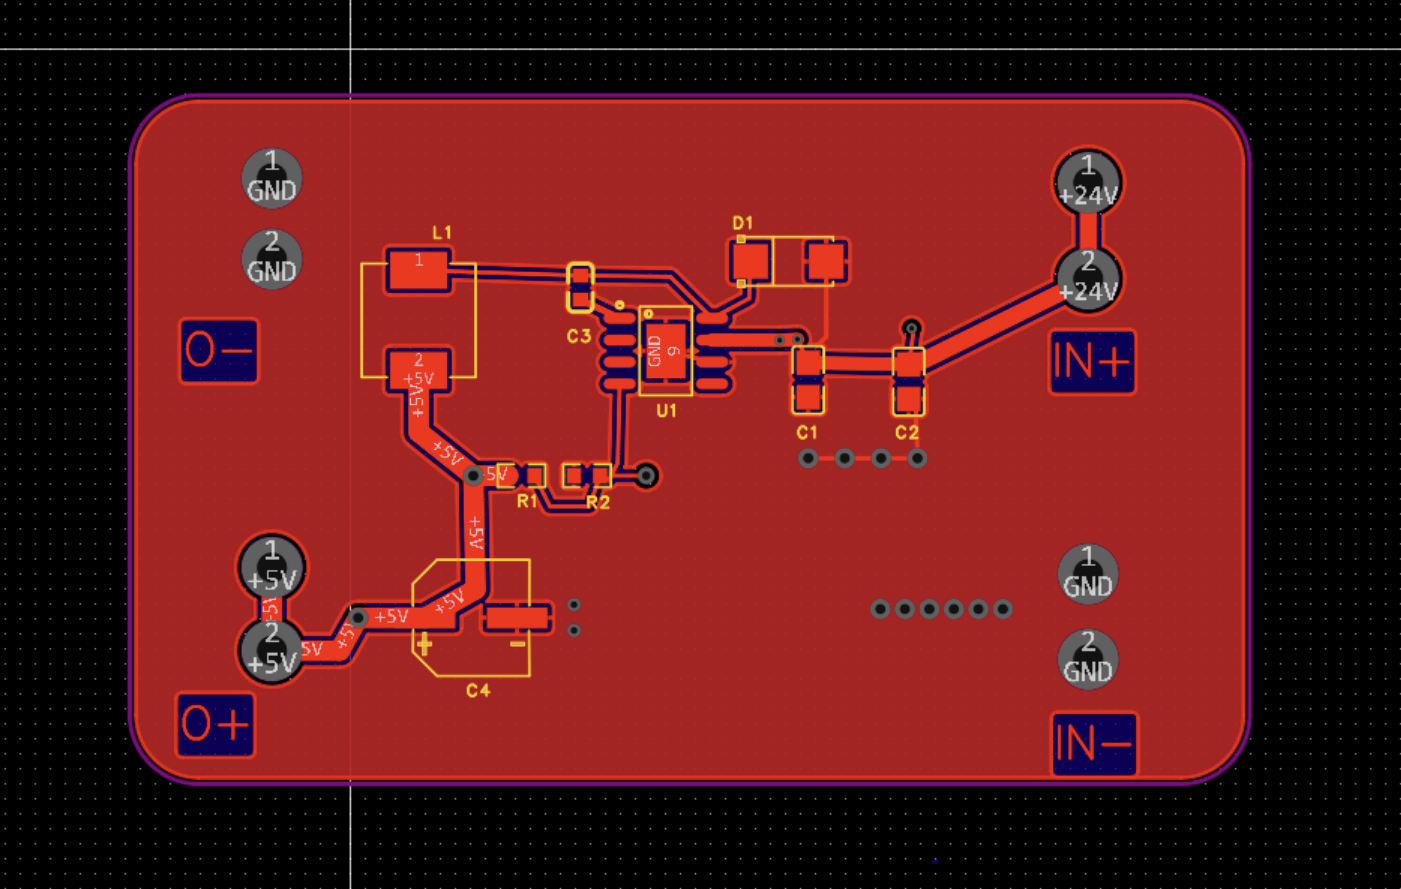 1
GND
2
GND
O-
L1
1
2
+5V
+5V
+5V
C3
D1
GND
9
U1
1
+24V
2
+24V
IN+
C1
C2
5V
R1
R2
+5V
1
+5V
5V
2
+5V
5V
+5V
+5V
+5V
+
-
C4
O+
1
GND
2
GND
IN-